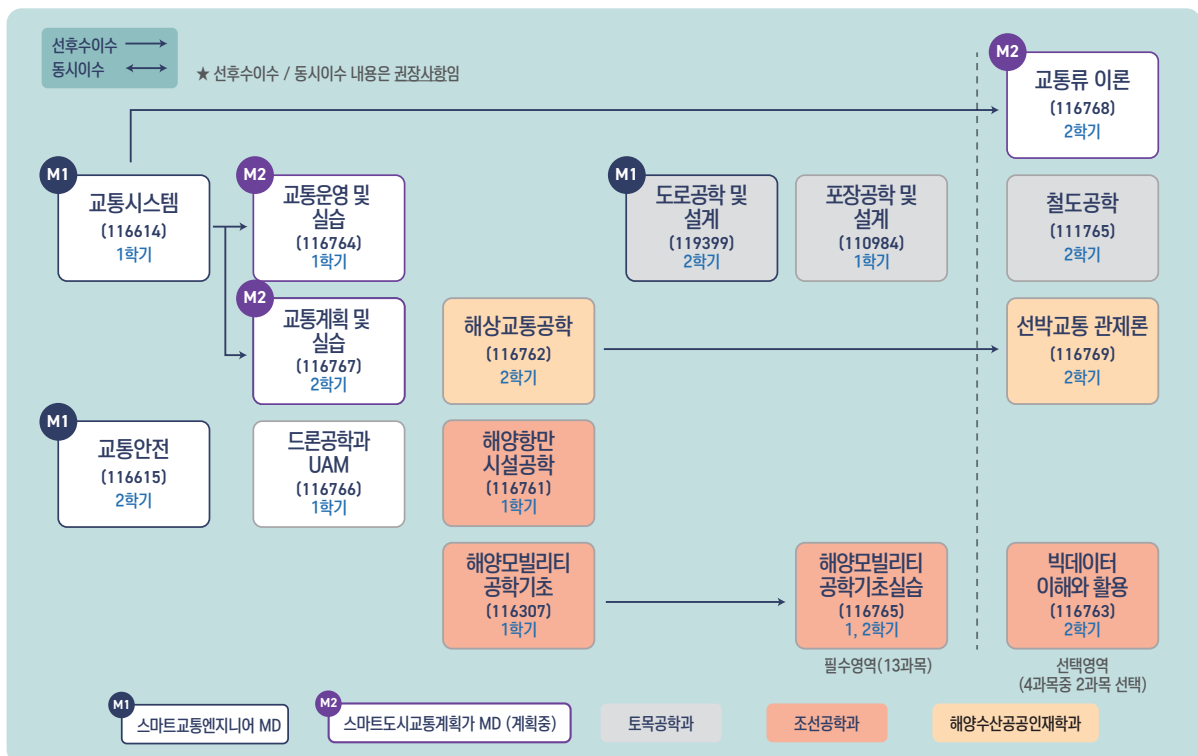 선후수이수
동시이수
★ 선후수이수 / 동시이수 내용은 권장사항임
M2
교통류 이론
(116768)
2학기
M1
교통시스템
(116614)
1학기
M2
교통운영 및
실습
(116764)
1학기
M1
도로공학 및
설계
(119399)
2학기
포장공학 및
설계
(110984)
1학기
철도공학
(111765)
2학기
M2
교통계획 및
실습
(116767)
2학기
해상교통공학
(116762)
2학기
선박교통 관제론
(116769)
2학기
M1
교통안전
(116615)
2학기
드론공학과
UAM
(116766)
1학기
해양항만
시설공학
(116761)
1학기
해양모빌리티
공학기초
(116307)
1학기
해양모빌리티
공학기초실습
(116765)
1, 2학기
빅데이터
이해와 활용
(116763)
2학기
필수영역(13과목)
선택영역
(4과목중 2과목 선택)
M1
스마트교통엔지니어 MD
M2
스마트도시교통계획가 MD (계획중)
토목공학과
조선공학과
해양수산공공인재학과